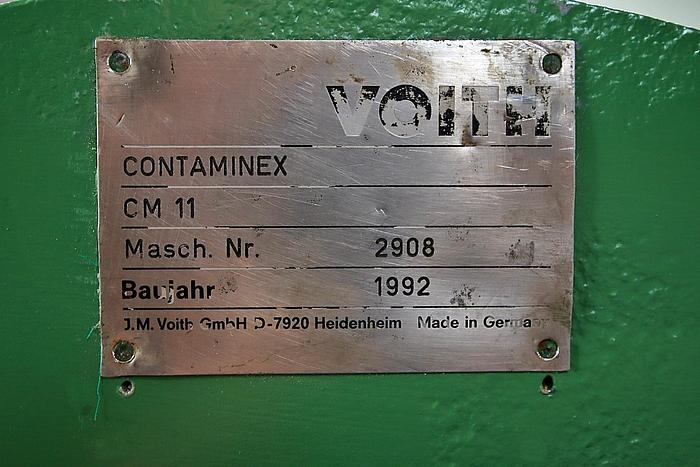 VOITH
CONTAMINEX
CM 11
Masch. Nr. 2908
Baujahr 1992
J.M. Voith GmbH D-7920 Heidenheim Made in Germany